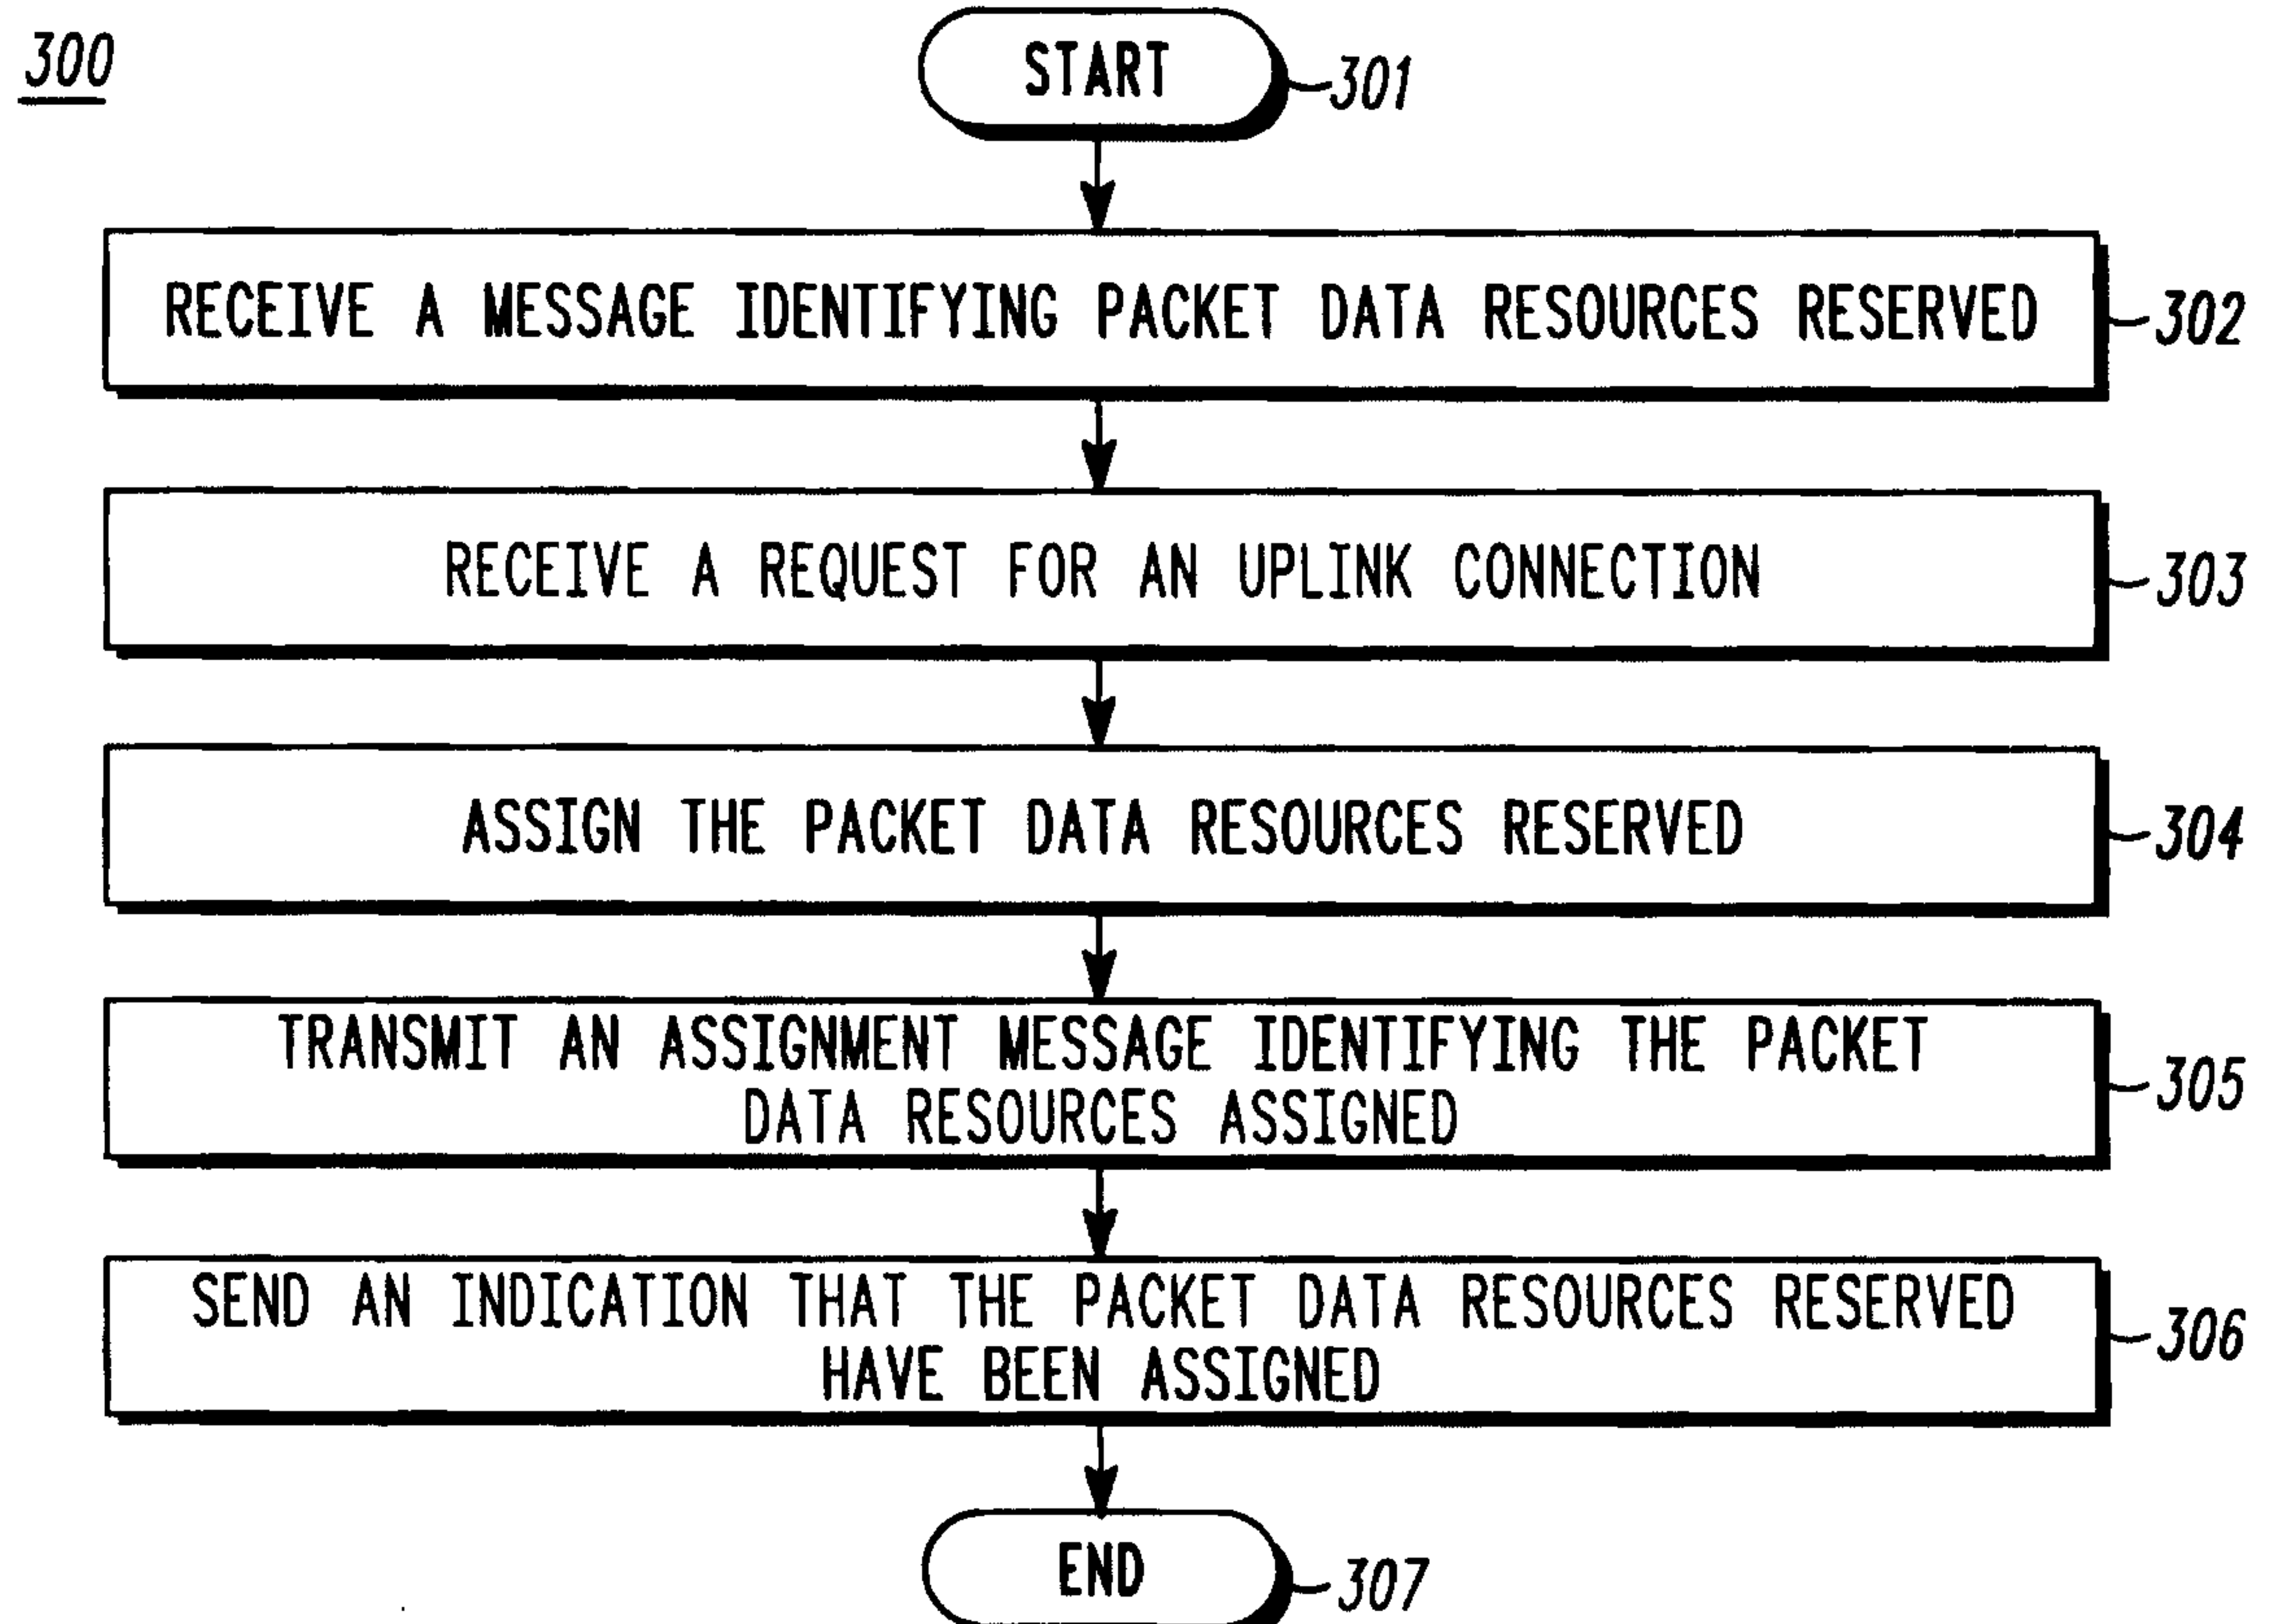 300
START
301
RECEIVE A MESSAGE IDENTIFYING PACKET DATA RESOURCES RESERVED
302
RECEIVE A REQUEST FOR AN UPLINK CONNECTION
303
ASSIGN THE PACKET DATA RESOURCES RESERVED
304
TRANSMIT AN ASSIGNMENT MESSAGE IDENTIFYING THE PACKET
DATA RESOURCES ASSIGNED
305
SEND AN INDICATION THAT THE PACKET DATA RESOURCES RESERVED
HAVE BEEN ASSIGNED
306
END
307